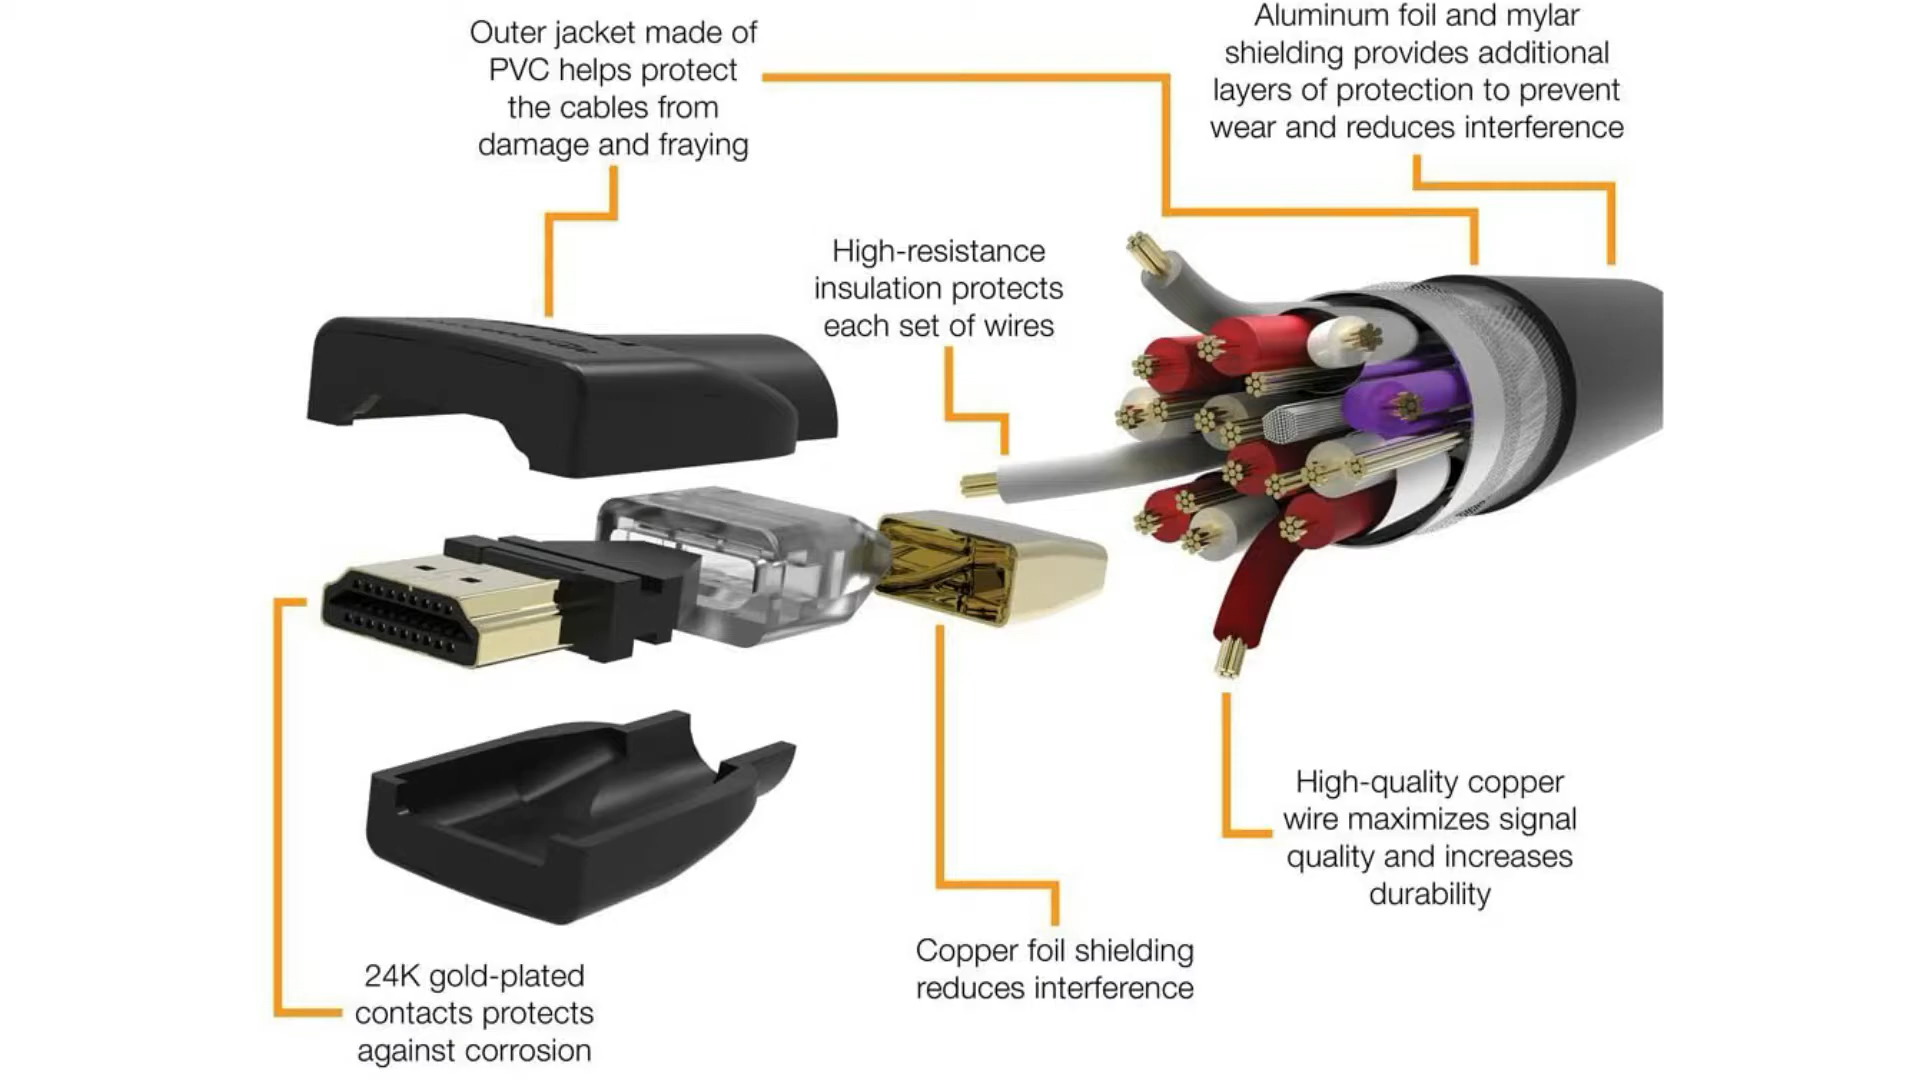 Outer jacket made of
PVC helps protect
the cables from
damage and fraying
Aluminum foil and mylar
shielding provides additional
layers of protection to prevent
wear and reduces interference
High-resistance
insulation protects
each set of wires
High-quality copper
wire maximizes signal
quality and increases
durability
Copper foil shielding
reduces interference
24K gold-plated
contacts protects
against corrosion